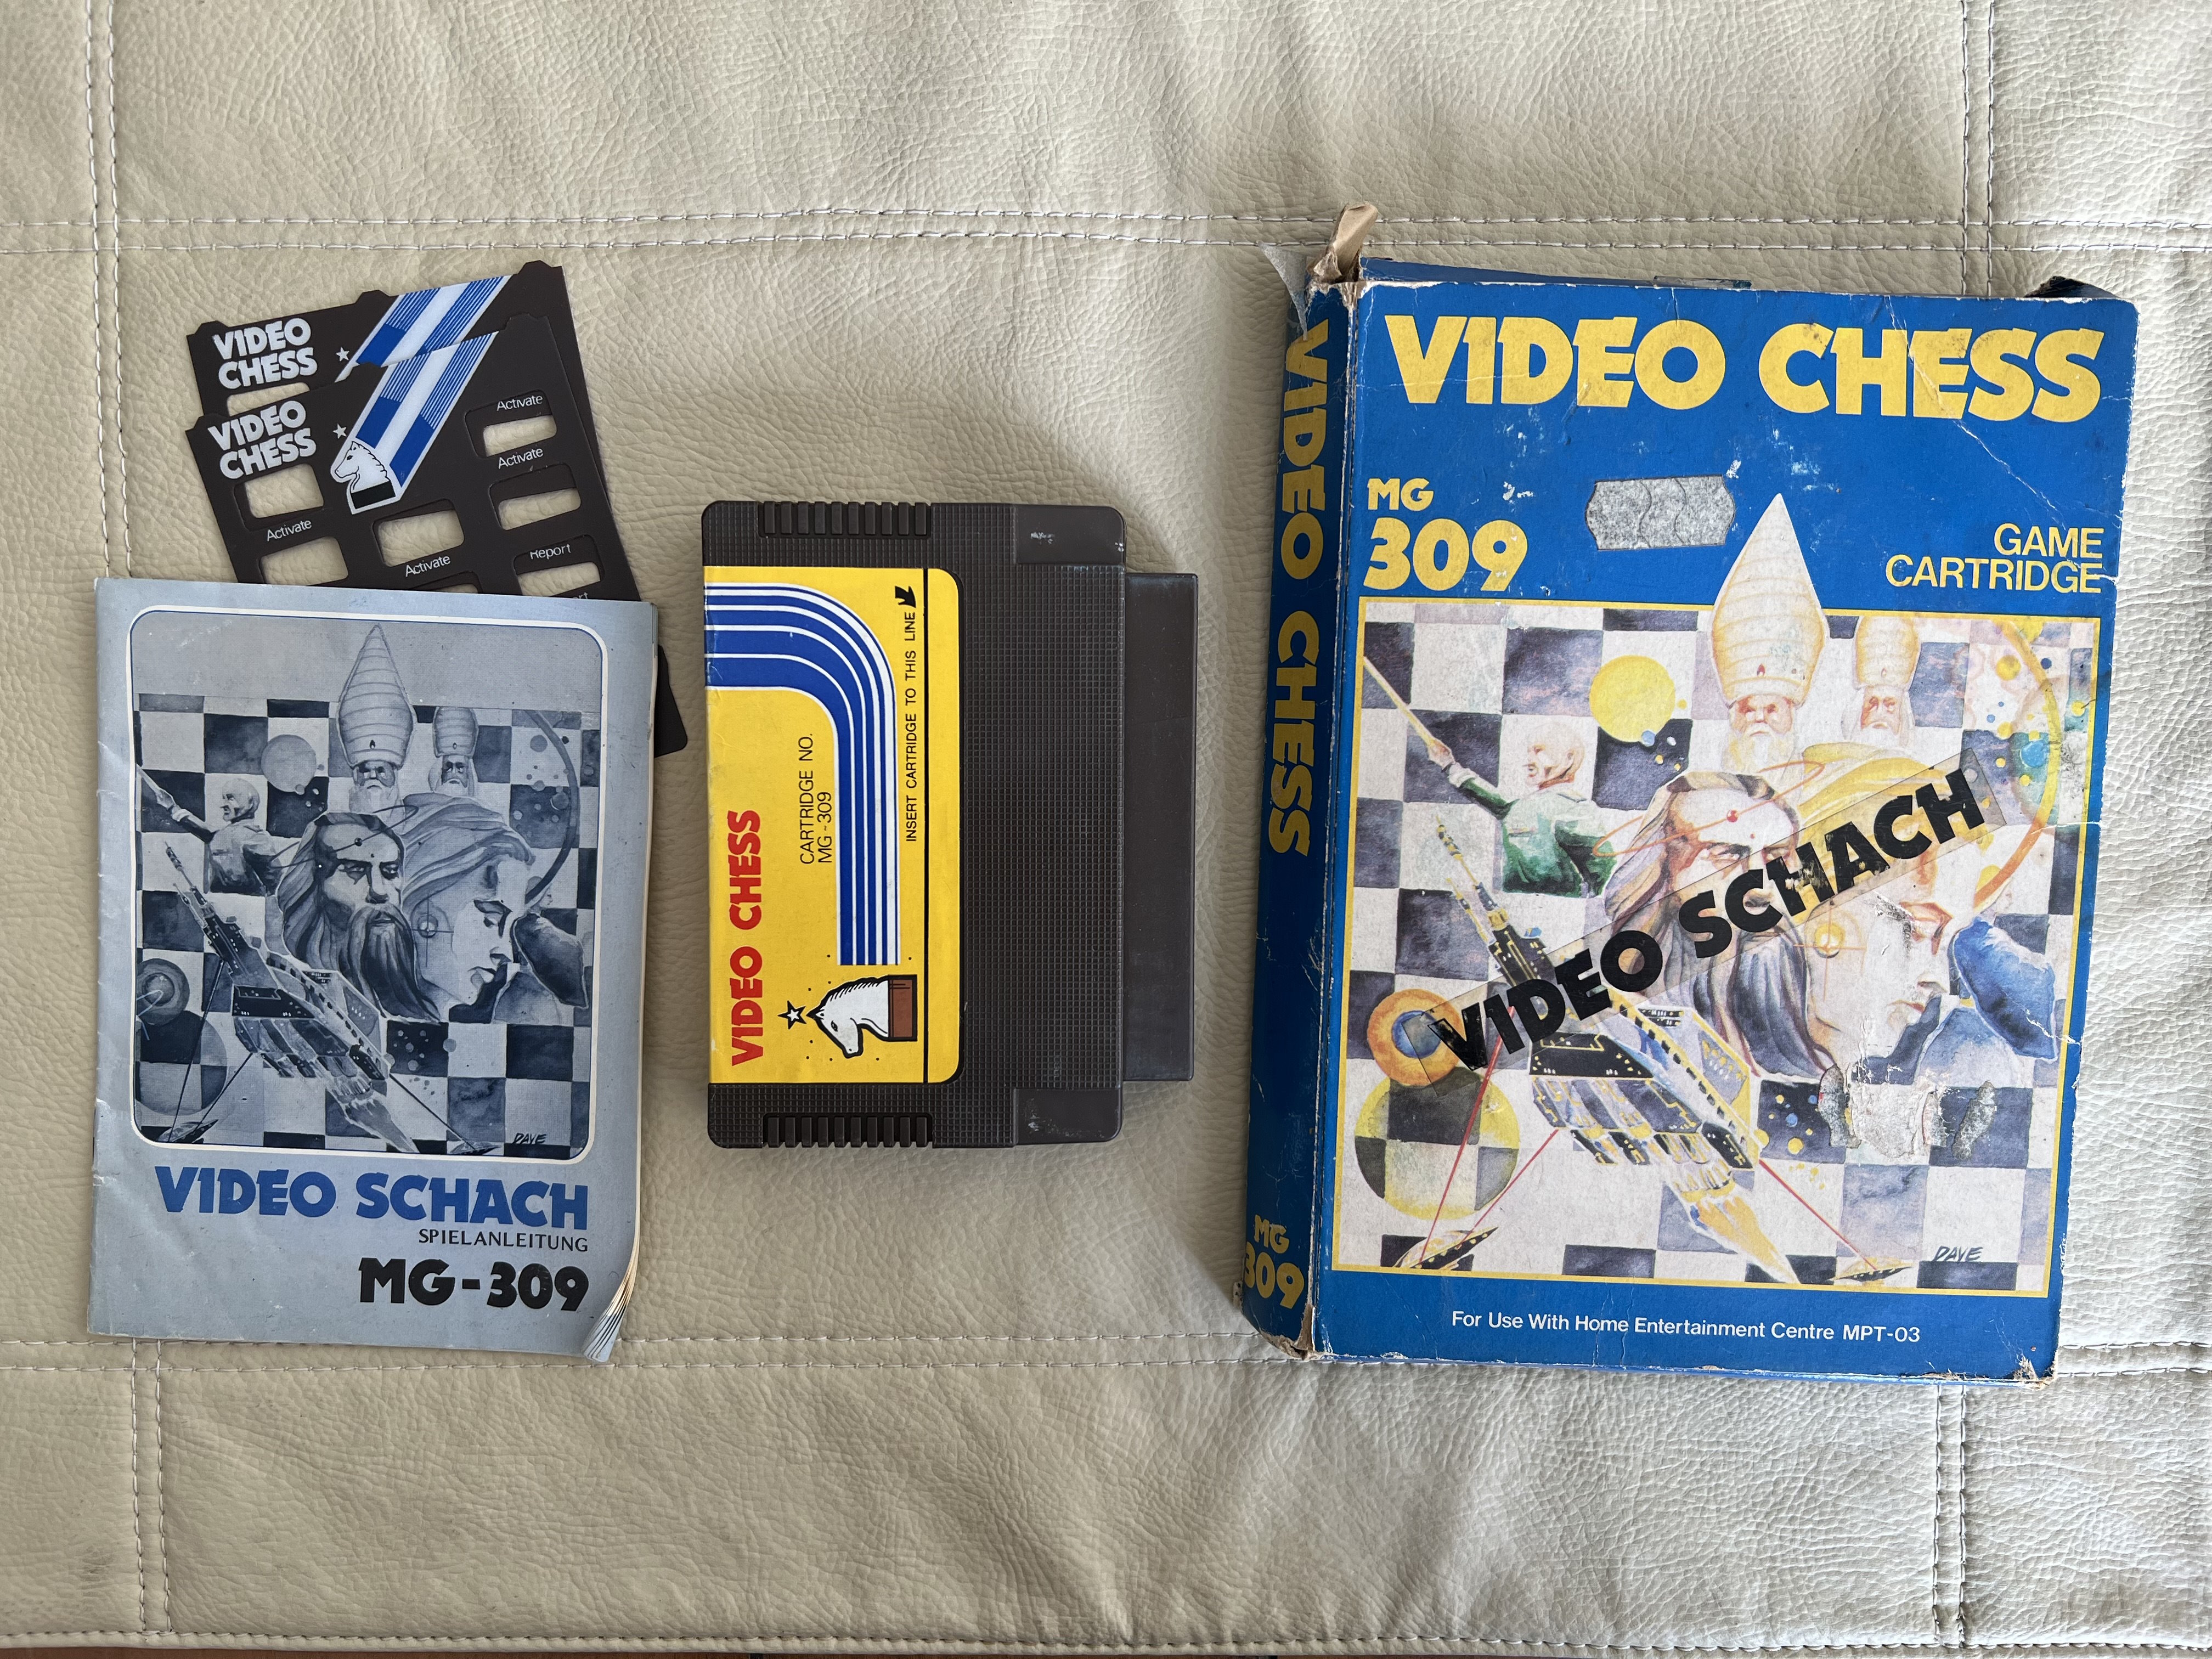 VIDEO
CHESS
VIDEO
CHESS
Activate
Activate
Activate
Activate
Report
VIDEO SCHACH
SPIELANLEITUNG
MG-309
DAVE
VIDEO CHESS
CARTRIDGE NO.
MG-309
INSERT CARTRIDGE TO THIS LINE
VIDEO CHESS
MG
309
VIDEO CHESS
MG
309
GAME
CARTRIDGE
VIDEO SCHACH
DAVE
For Use With Home Entertainment Centre MPT-03